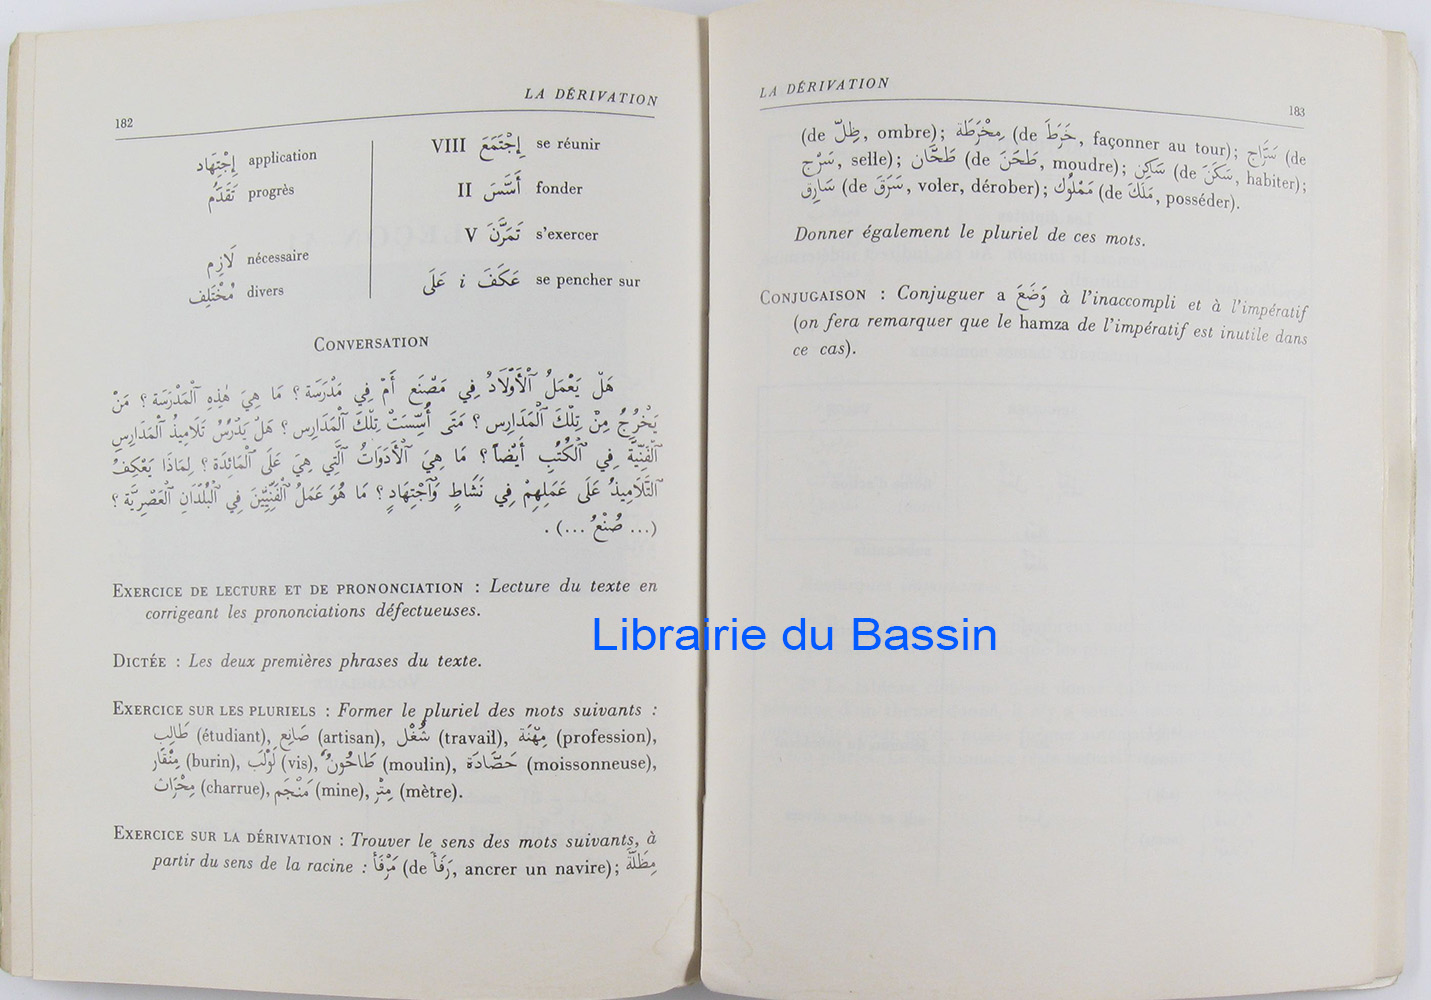 LA DÉRIVATION
182
إِجْتِهَاد application
تَقَدُّم progrès
لَازِم nécessaire
مُخْتَلِف divers
VIII إِجْتَمَعَ se réunir
II أَسَّسَ fonder
V تَمَرَّنَ s'exercer
عَكَفَ i عَلَى se pencher sur
CONVERSATION
هَلْ يَعْمَلُ ٱلْأَوْلَادُ فِي مَصْنَعٍ أَمْ فِي مَدْرَسَة ؟ مَا هِيَ هٰذِهِ ٱلْمَدْرَسَة ؟ مَنْ
يَخْرُجُ مِنْ تِلْكَ ٱلْمَدَارِس ؟ مَتَى أُسِّسَتْ تِلْكَ ٱلْمَدَارِس ؟ هَلْ يَدْرُسُ تَلَامِيذُ ٱلْمَدَارِسِ
ٱلْفَنِّيَّة فِي ٱلْكُتُبِ أَيْضاً ؟ مَا هِيَ ٱلْأَدَوَاتُ ٱلَّتِي هِيَ عَلَى ٱلْمَائِدَة ؟ لِمَاذَا يَعْكِفُ
ٱلتَّلَامِيذُ عَلَى عَمَلِهِمْ فِي نَشَاطٍ وَٱجْتِهَادٍ ؟ مَا هُوَ عَمَلُ ٱلْفَنِّيِّينَ فِي ٱلْبُلْدَانِ ٱلْعَصْرِيَّة ؟
(... صُنْعُ ...) .
EXERCICE DE LECTURE ET DE PRONONCIATION : Lecture du texte en
corrigeant les prononciations défectueuses.
DICTÉE : Les deux premières phrases du texte.
EXERCICE SUR LES PLURIELS : Former le pluriel des mots suivants :
طَالِب (étudiant), صَانِع (artisan), شُغْل (travail), مِهْنَة (profession),
مِنْقَار (burin), لَوْلَب (vis), طَاحُونَ (moulin), حَصَّادَة (moissonneuse),
مِحْرَاث (charrue), مَنْجَم (mine), مِتْر (mètre).
EXERCICE SUR LA DÉRIVATION : Trouver le sens des mots suivants, à
partir du sens de la racine : مَرْفَأ (de رَفَأَ, ancrer un navire); مِظَلَّة
LA DÉRIVATION
183
(de ظِلّ, ombre); مِخْرَطَة (de خَرَطَ, façonner au tour); سَرَّاج (de
سَرْج, selle); طَحَّان (de طَحَنَ, moudre); سَاكِن (de سَكَنَ, habiter);
سَارِق (de سَرَقَ, voler, dérober); مَمْلُوك (de مَلَكَ, posséder).
Donner également le pluriel de ces mots.
CONJUGAISON : Conjuguer a وَضَعَ à l'inaccompli et à l'impératif
(on fera remarquer que le hamza de l'impératif est inutile dans
ce cas).
Librairie du Bassin